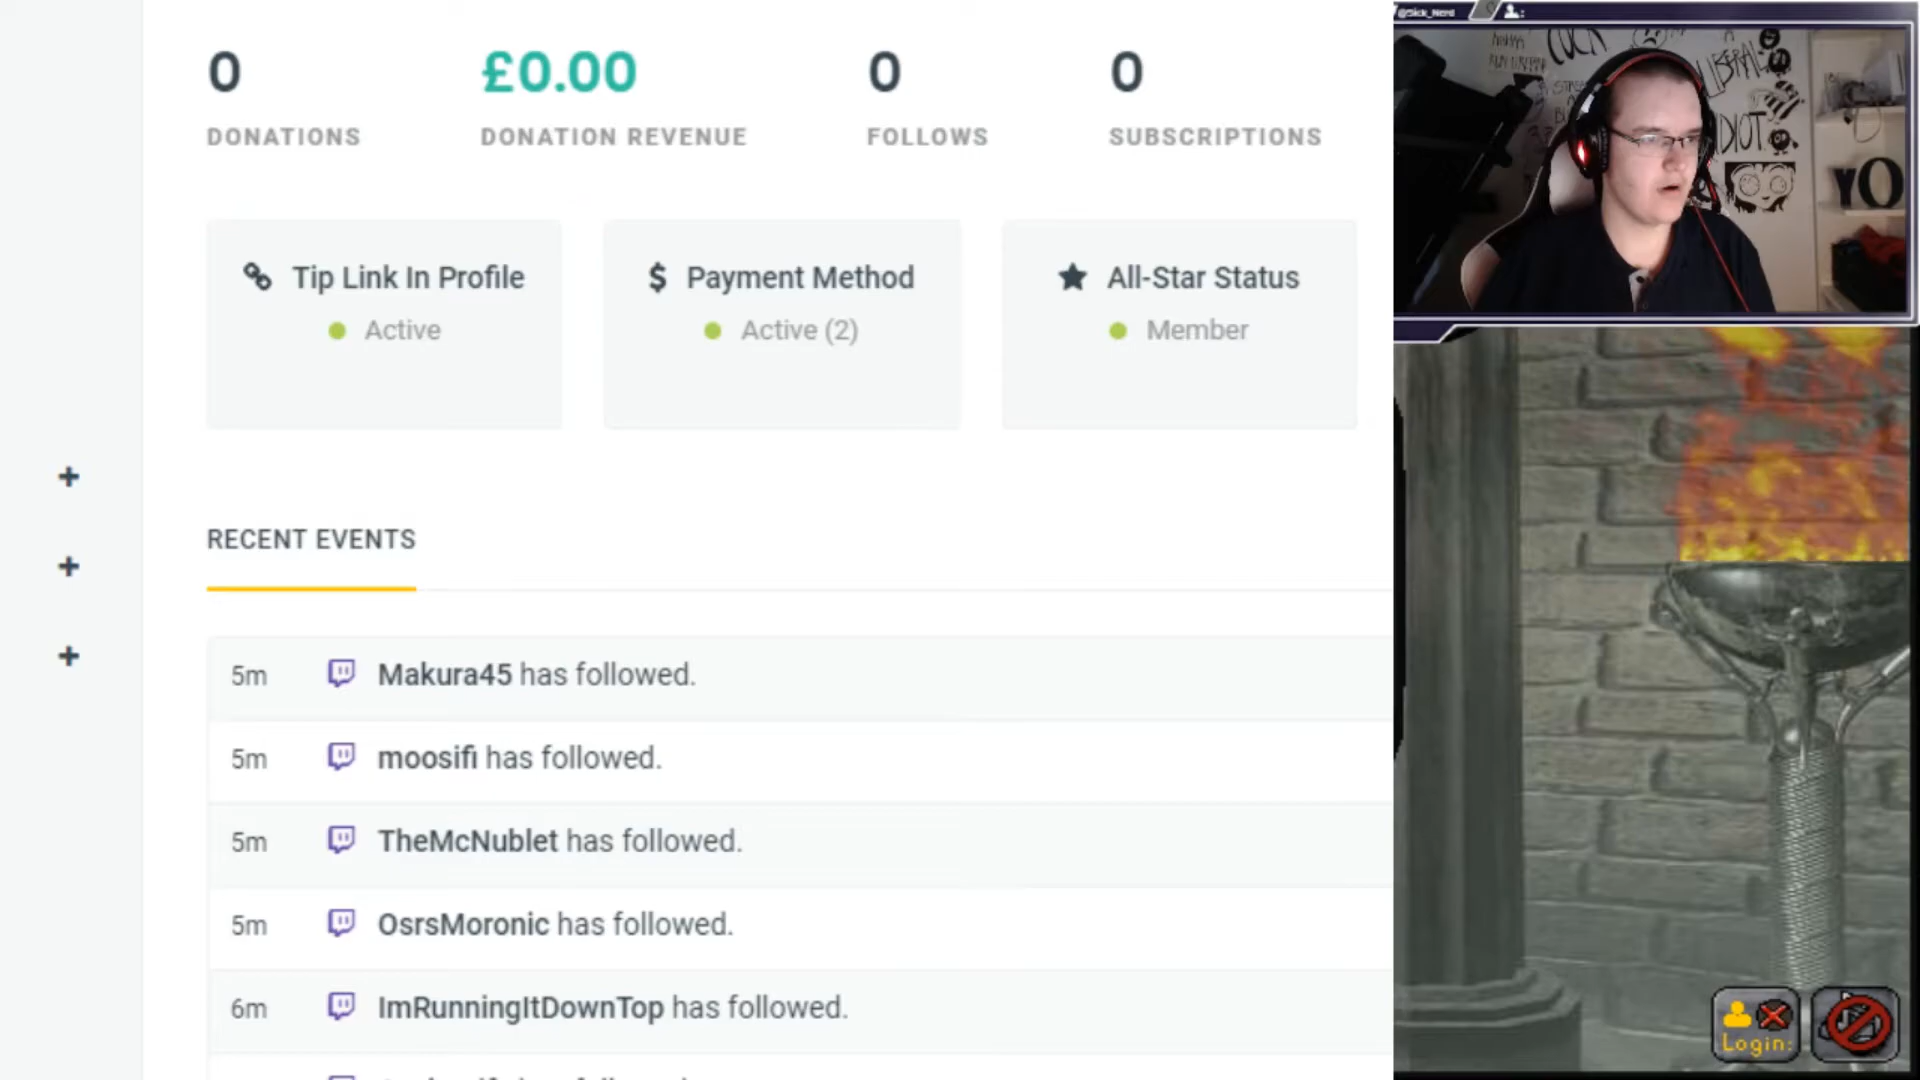 0
DONATIONS
£0.00
DONATION REVENUE
0
FOLLOWS
0
SUBSCRIPTIONS
Tip Link In Profile
Active
Payment Method
Active (2)
All-Star Status
Member
RECENT EVENTS
5m Makura45 has followed.
5m moosifi has followed.
5m TheMcNublet has followed.
5m OsrsMoronic has followed.
6m ImRunningItDownTop has followed.
@Sick_Nerd
LIBERAL
IDIOT
YO
Login: